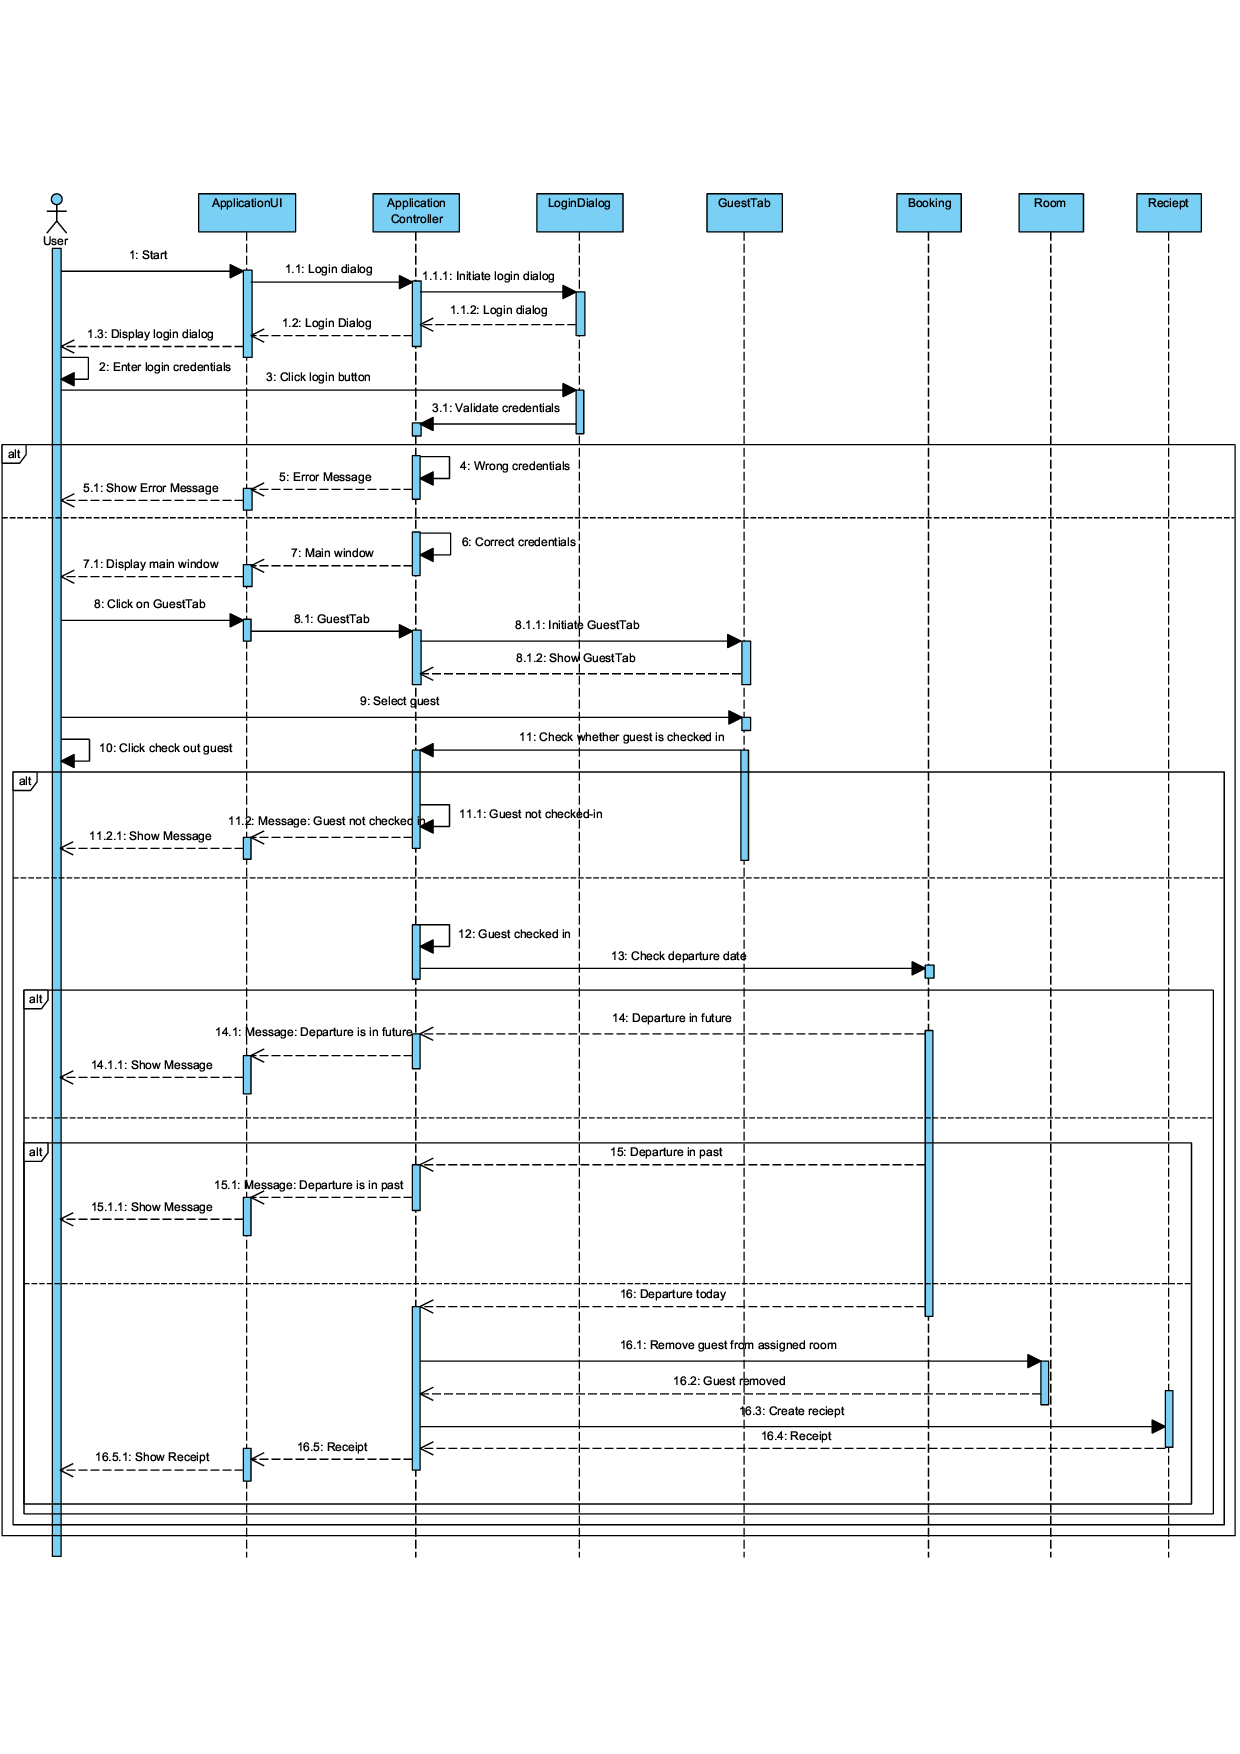 User
ApplicationUI
Application
Controller
LoginDialog
GuestTab
Booking
Room
Reciept
1: Start
1.1: Login dialog
1.1.1: Initiate login dialog
1.1.2: Login dialog
1.2: Login Dialog
1.3: Display login dialog
2: Enter login credentials
3: Click login button
3.1: Validate credentials
alt
4: Wrong credentials
5: Error Message
5.1: Show Error Message
6: Correct credentials
7: Main window
7.1: Display main window
8: Click on GuestTab
8.1: GuestTab
8.1.1: Initiate GuestTab
8.1.2: Show GuestTab
9: Select guest
10: Click check out guest
11: Check whether guest is checked in
alt
11.1: Guest not checked-in
11.2: Message: Guest not checked in
11.2.1: Show Message
12: Guest checked in
13: Check departure date
alt
14: Departure in future
14.1: Message: Departure is in future
14.1.1: Show Message
alt
15: Departure in past
15.1: Message: Departure is in past
15.1.1: Show Message
16: Departure today
16.1: Remove guest from assigned room
16.2: Guest removed
16.3: Create reciept
16.4: Receipt
16.5: Receipt
16.5.1: Show Receipt